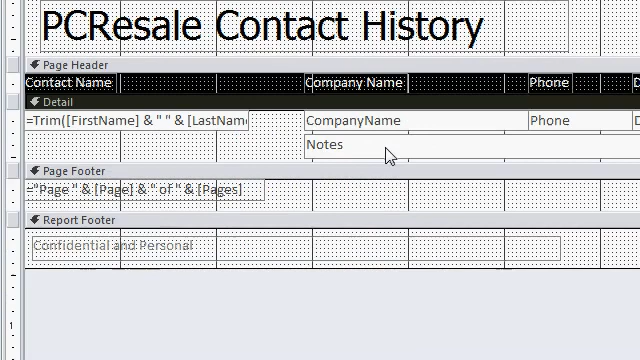 PCResale Contact History
Page Header
Contact Name Company Name Phone
Detail
=Trim([FirstName] & " " & [LastNam CompanyName Phone
Notes
Page Footer
="Page " & [Page] & " of " & [Pages]
Report Footer
Confidential and Personal
1